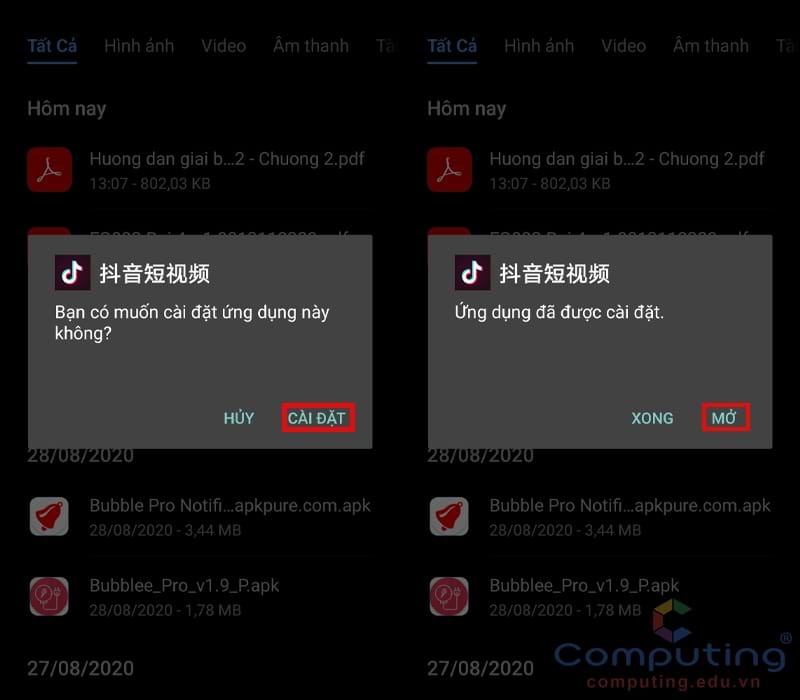 Tất Cả Hình ảnh Video Âm thanh
Hôm nay
Huong dan giai b...2 - Chuong 2.pdf
13:07 - 802,03 KB
抖音短视频
Bạn có muốn cài đặt ứng dụng này
không?
HỦY CÀI ĐẶT
28/08/2020
Bubble Pro Notifi...apkpure.com.apk
28/08/2020 - 3,44 MB
Bubblee_Pro_v1.9_P.apk
28/08/2020 - 1,78 MB
27/08/2020
Tất Cả Hình ảnh Video Âm thanh
Hôm nay
Huong dan giai b...2 - Chuong 2.pdf
13:07 - 802,03 KB
抖音短视频
Ứng dụng đã được cài đặt.
XONG MỞ
28/08/2020
Bubble Pro Notifi...apkpure.com.apk
28/08/2020 - 3,44 MB
Bubblee_Pro_v1.9_P.apk
28/08/2020 - 1,78 MB
27/08/2020
Computing®
computing.edu.vn